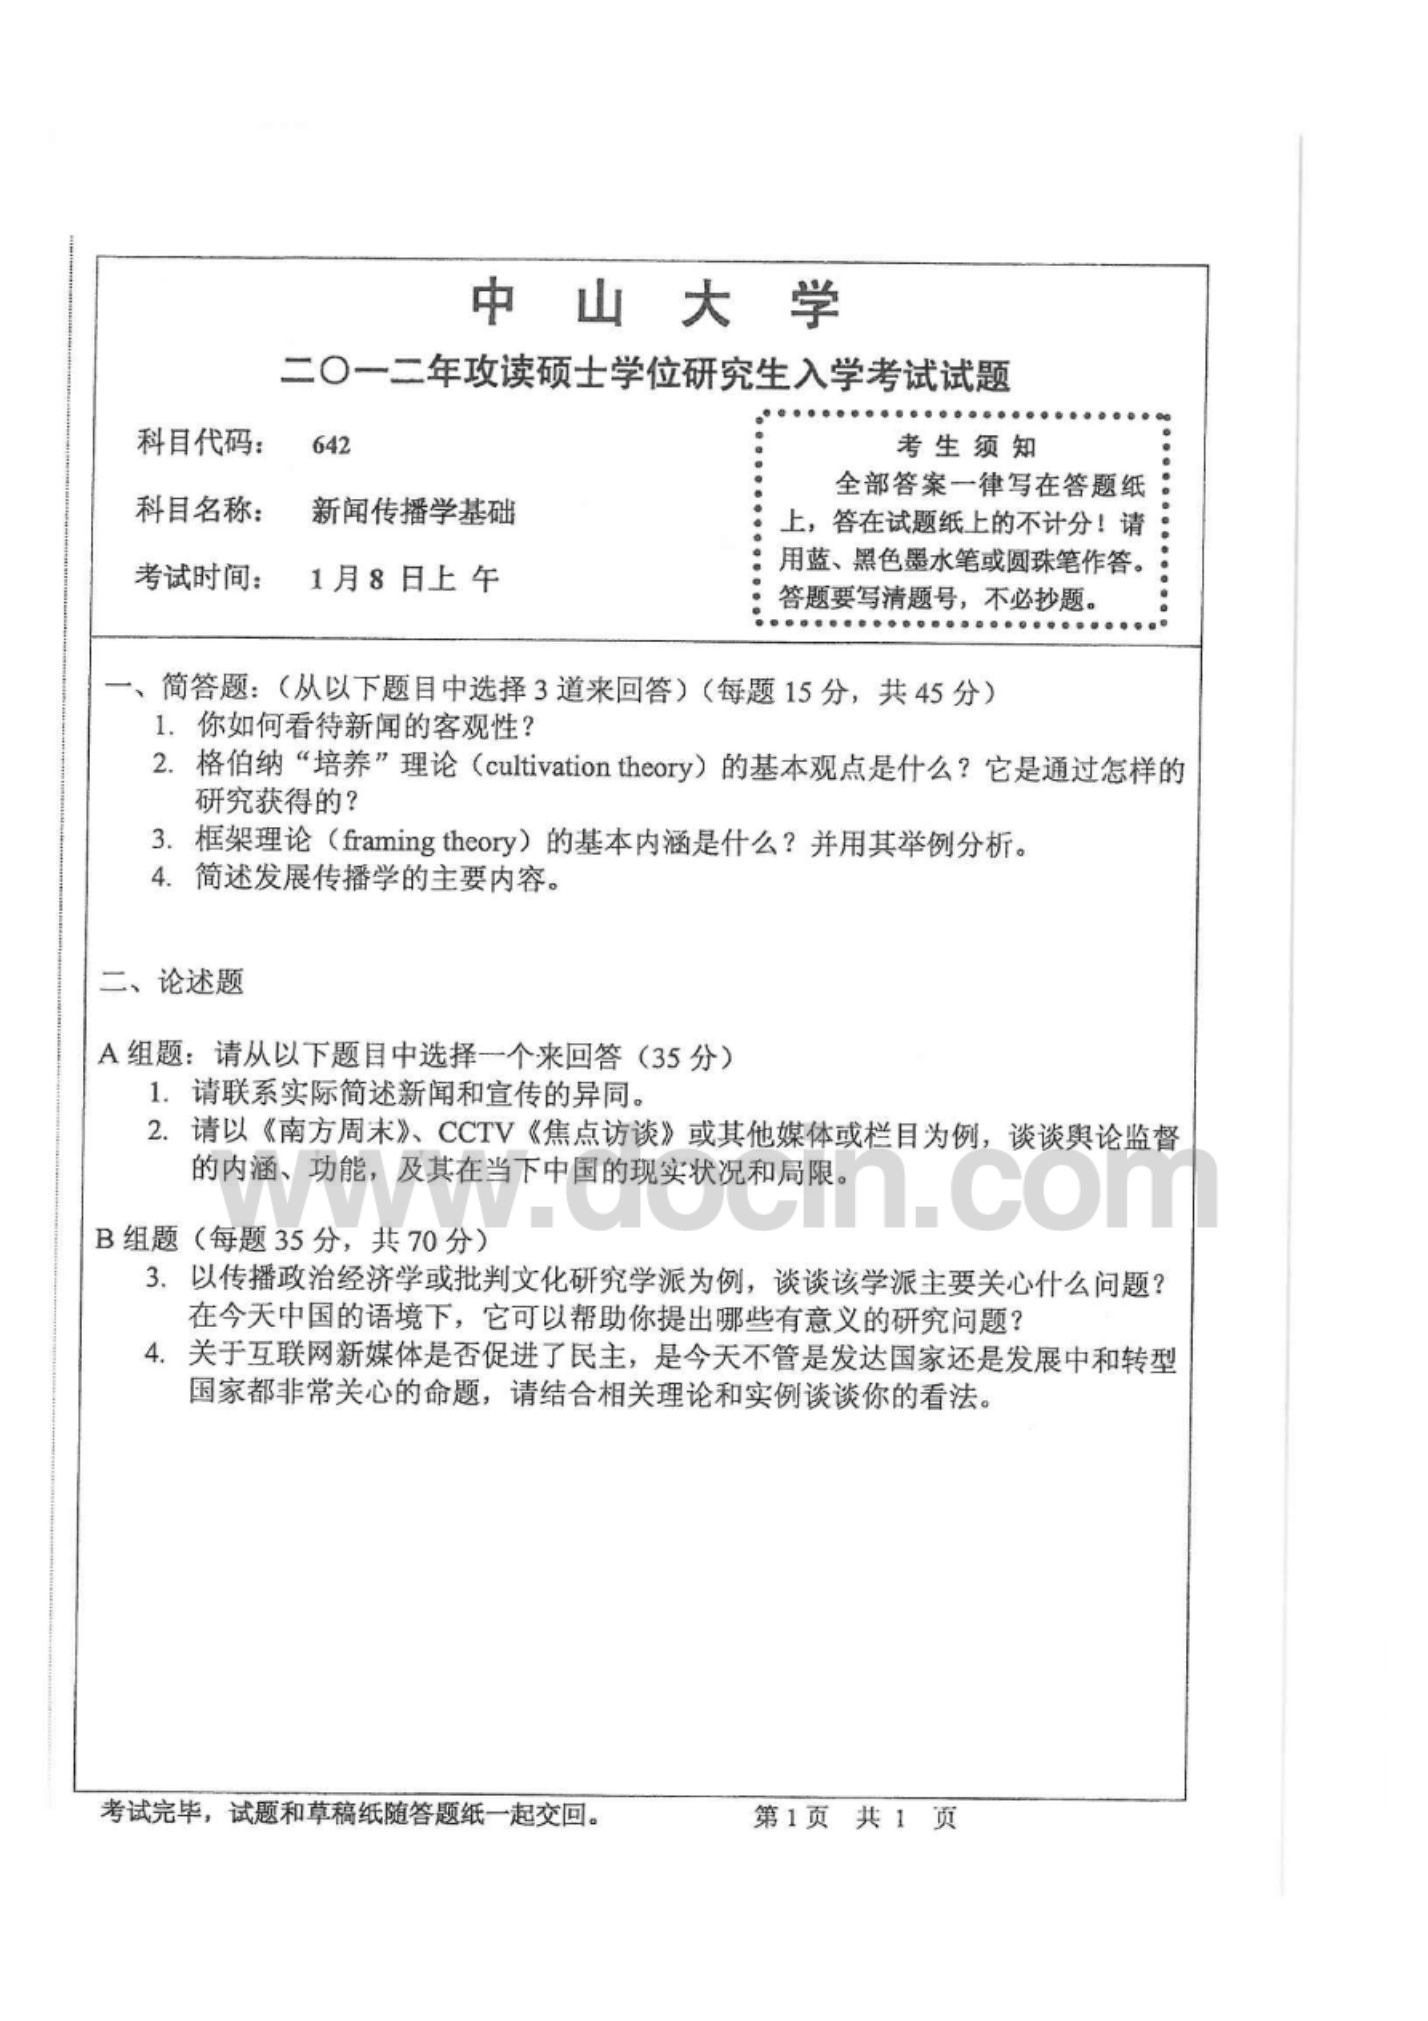 中 山 大 学
二〇一二年攻读硕士学位研究生入学考试试题
科目代码： 642
科目名称： 新闻传播学基础
考试时间： 1 月 8 日上 午
考 生 须 知
全部答案一律写在答题纸
上，答在试题纸上的不计分！请
用蓝、黑色墨水笔或圆珠笔作答。
答题要写清题号，不必抄题。
一、简答题：（从以下题目中选择 3 道来回答）（每题 15 分，共 45 分）
1. 你如何看待新闻的客观性？
2. 格伯纳“培养”理论（cultivation theory）的基本观点是什么？它是通过怎样的
研究获得的？
3. 框架理论（framing theory）的基本内涵是什么？并用其举例分析。
4. 简述发展传播学的主要内容。
二、论述题
A 组题：请从以下题目中选择一个来回答（35 分）
1. 请联系实际简述新闻和宣传的异同。
2. 请以《南方周末》、CCTV《焦点访谈》或其他媒体或栏目为例，谈谈舆论监督
的内涵、功能，及其在当下中国的现实状况和局限。
www.docin.com
B 组题（每题 35 分，共 70 分）
3. 以传播政治经济学或批判文化研究学派为例，谈谈该学派主要关心什么问题？
在今天中国的语境下，它可以帮助你提出哪些有意义的研究问题？
4. 关于互联网新媒体是否促进了民主，是今天不管是发达国家还是发展中和转型
国家都非常关心的命题，请结合相关理论和实例谈谈你的看法。
考试完毕，试题和草稿纸随答题纸一起交回。 第 1 页 共 1 页